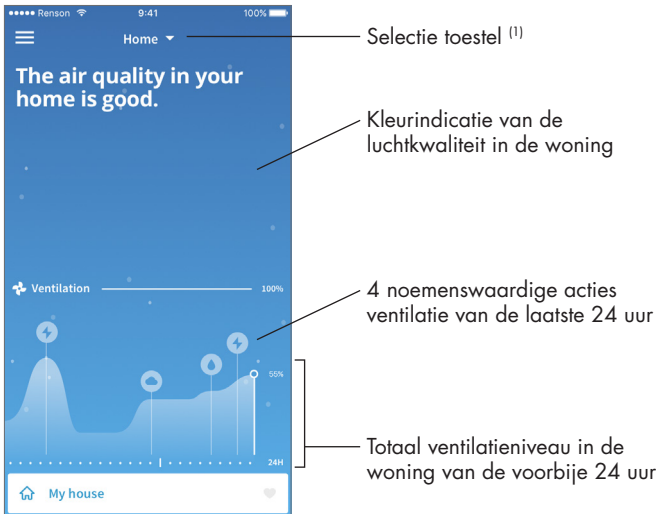 Renson 9:41 100%
Home
Selectie toestel (1)
The air quality in your
home is good.
Kleurindicatie van de
luchtkwaliteit in de woning
Ventilation 100%
4 noemenswaardige acties
ventilatie van de laatste 24 uur
55%
Totaal ventilatieniveau in de
woning van de voorbije 24 uur
24H
My house